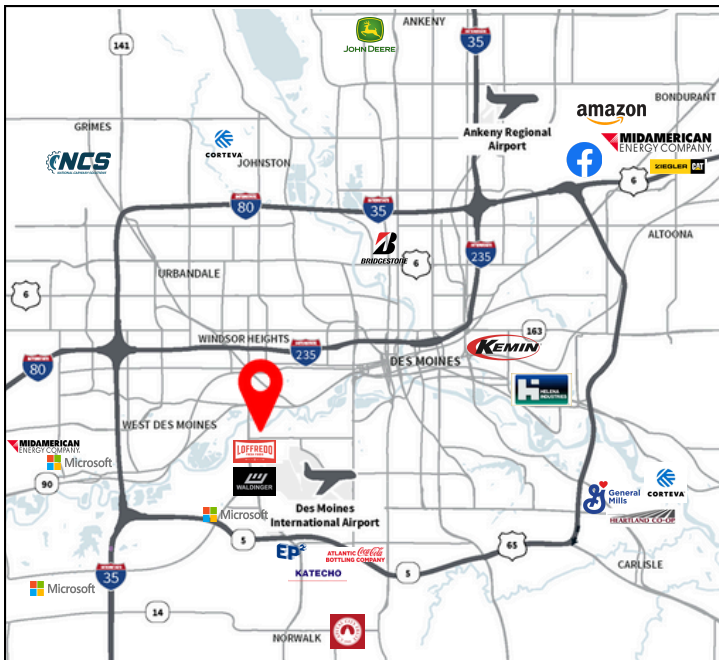 ANKENY
JOHN DEERE
INTERSTATE
35
141
BONDURANT
amazon
Ankeny Regional
Airport
GRIMES
MIDAMERICAN
ENERGY COMPANY
CORTEVA
JOHNSTON
NCS
ZIEGLER CAT
6
80
35
ALTOONA
BRIDGESTONE
6
235
URBANDALE
6
163
WINDSOR HEIGHTS
KEMIN
235
DES MOINES
80
HELENA
INDUSTRIES
WEST DES MOINES
MIDAMERICAN
ENERGY COMPANY
LOFFREDO
Microsoft
WALDINGER
90
General
Mills
CORTEVA
Des Moines
International Airport
Microsoft
HEARTLAND CO-OP
5
65
EP2
ATLANTIC Coca-Cola
BOTTLING COMPANY
CARLISLE
KATECHO
5
35
Microsoft
14
NORWALK